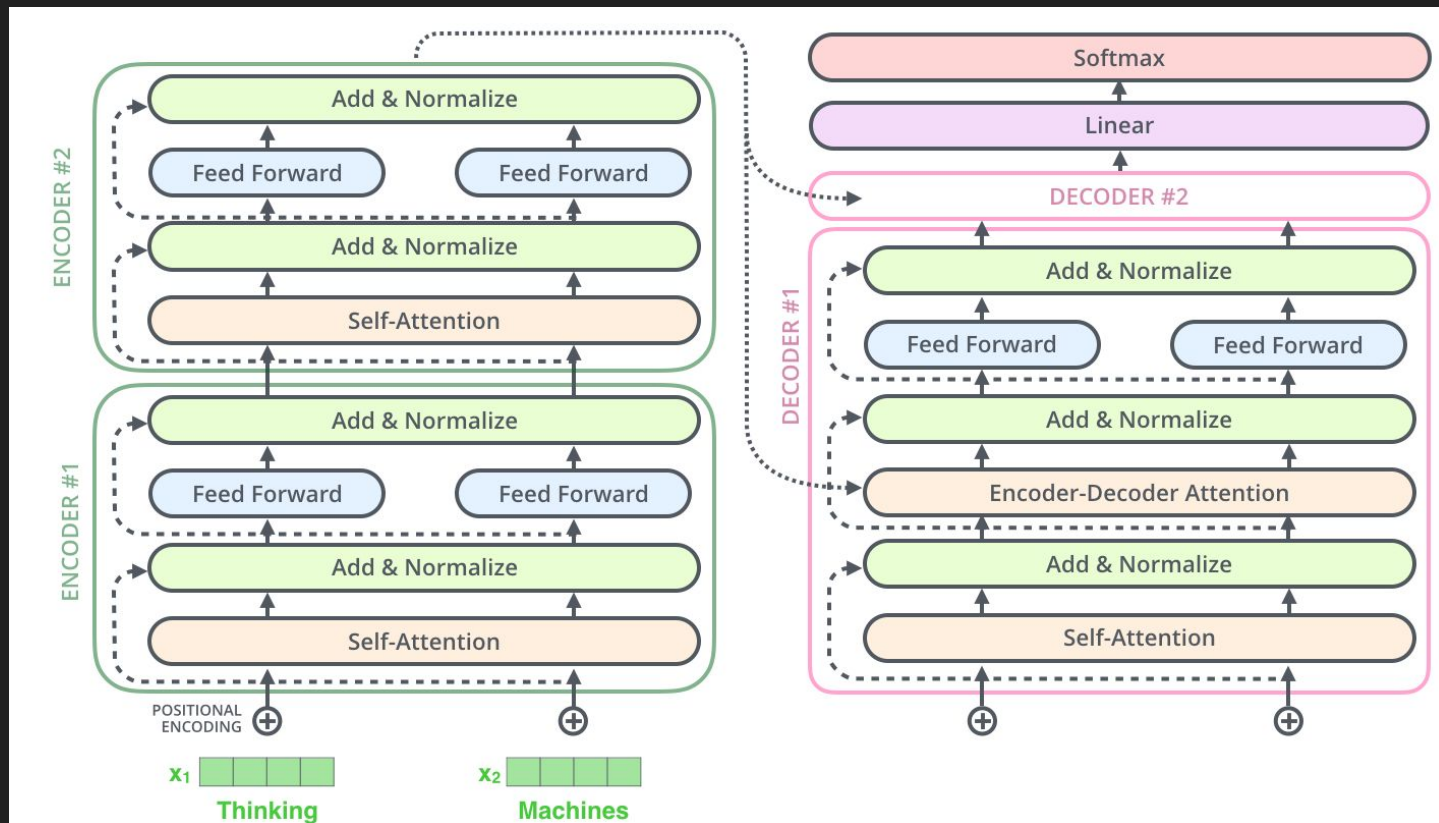 ENCODER #2
Add & Normalize
Feed Forward Feed Forward
Add & Normalize
Self-Attention
ENCODER #1
Add & Normalize
Feed Forward Feed Forward
Add & Normalize
Self-Attention
POSITIONAL
ENCODING
x₁ x₂
Thinking Machines
Softmax
Linear
DECODER #2
DECODER #1
Add & Normalize
Feed Forward Feed Forward
Add & Normalize
Encoder-Decoder Attention
Add & Normalize
Self-Attention